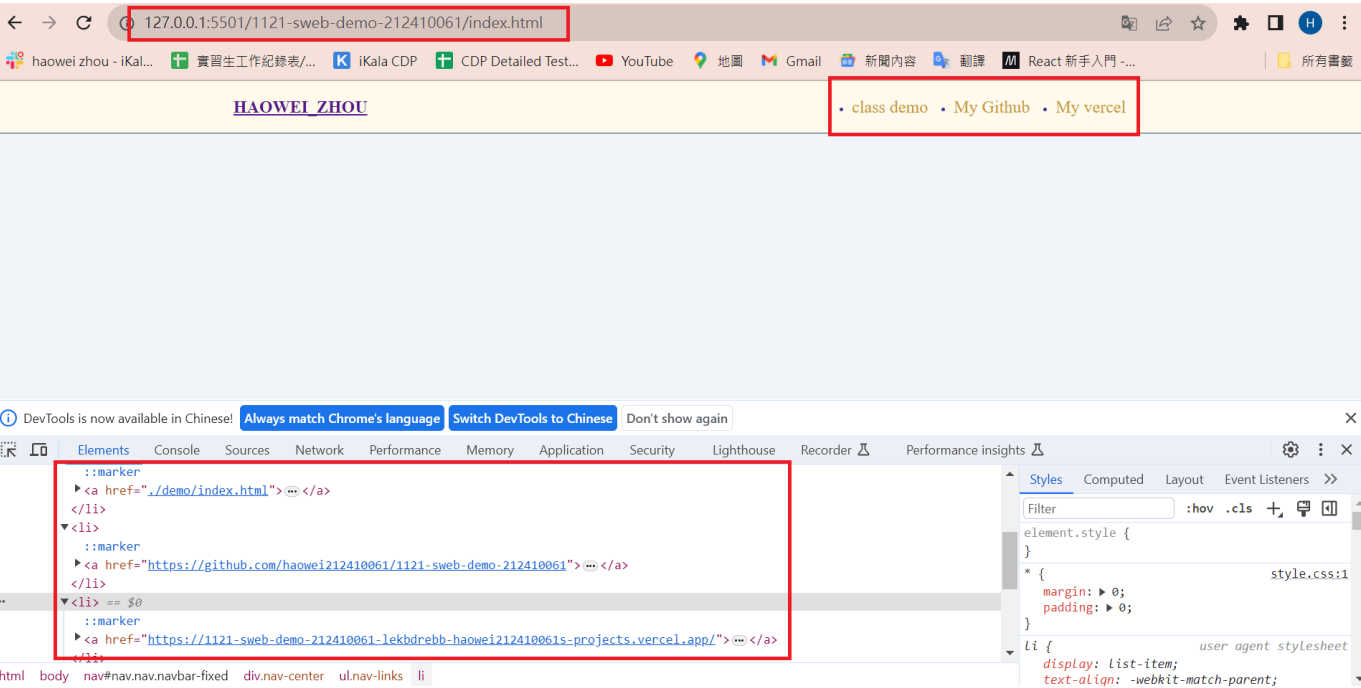 127.0.0.1:5501/1121-sweb-demo-212410061/index.html
H
haowei zhou - iKal... 實習生工作紀錄表/... K iKala CDP CDP Detailed Test... YouTube 地圖 Gmail 新聞內容 翻譯 M React 新手入門 -... 所有書籤
HAOWEI_ZHOU • class demo • My Github • My vercel
DevTools is now available in Chinese! Always match Chrome's language Switch DevTools to Chinese Don't show again
Elements Console Sources Network Performance Memory Application Security Lighthouse Recorder Performance insights
::marker
<a href="./demo/index.html">…</a>
</li>
<li>
::marker
<a href="https://github.com/haowei212410061/1121-sweb-demo-212410061">…</a>
</li>
<li> == $0
::marker
<a href="https://1121-sweb-demo-212410061-lekbdrebb-haowei212410061s-projects.vercel.app/">…</a>
</li>
html body nav#nav.nav.navbar-fixed div.nav-center ul.nav-links li
Styles Computed Layout Event Listeners
Filter :hov .cls
element.style {
}
* { style.css:1
margin: 0;
padding: 0;
}
li { user agent stylesheet
display: list-item;
text-align: -webkit-match-parent;